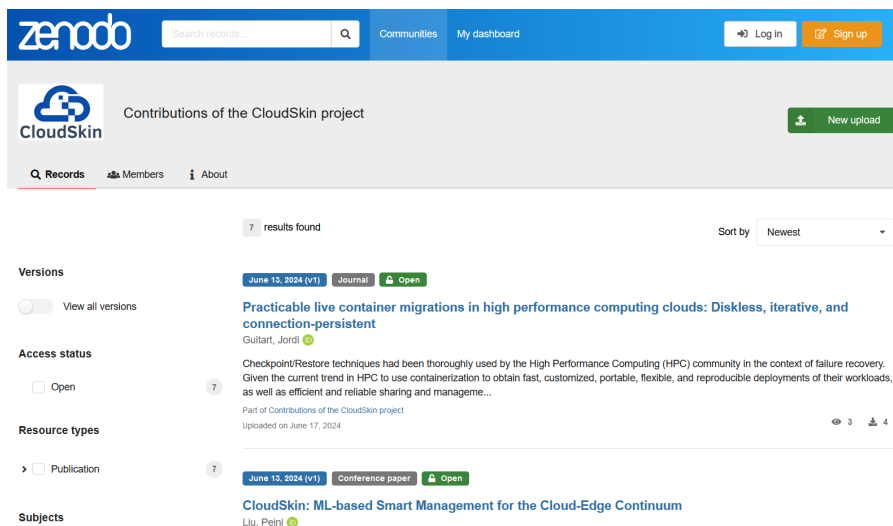 zenodo
Search records...
Communities
My dashboard
Log in
Sign up
CloudSkin
Contributions of the CloudSkin project
New upload
Records
Members
About
7 results found
Sort by
Newest
Versions
View all versions
Access status
Open
7
Resource types
Publication
7
Subjects
June 13, 2024 (v1) Journal Open
Practicable live container migrations in high performance computing clouds: Diskless, iterative, and
connection-persistent
Guitart, Jordi
Checkpoint/Restore techniques had been thoroughly used by the High Performance Computing (HPC) community in the context of failure recovery.
Given the current trend in HPC to use containerization to obtain fast, customized, portable, flexible, and reproducible deployments of their workloads,
as well as efficient and reliable sharing and manageme...
Part of Contributions of the CloudSkin project
Uploaded on June 17, 2024
3 4
June 13, 2024 (v1) Conference paper Open
CloudSkin: ML-based Smart Management for the Cloud-Edge Continuum
Liu, Peini